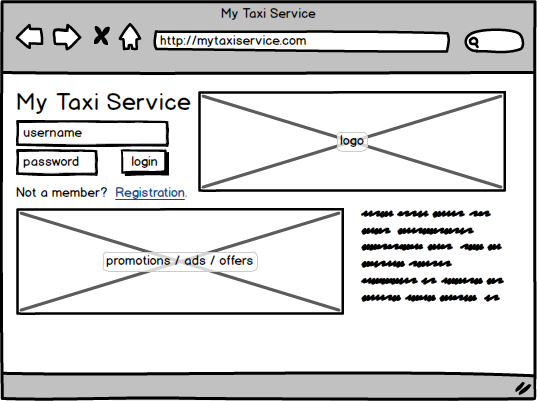 My Taxi Service
http://mytaxiservice.com
My Taxi Service
username
password
login
Not a member? Registration.
logo
promotions / ads / offers